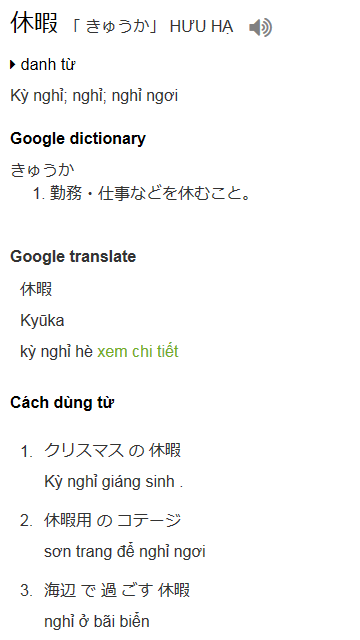 休暇 「 きゅうか」 HƯU HẠ
danh từ
Kỳ nghỉ; nghỉ; nghỉ ngơi
Google dictionary
きゅうか
1. 勤務・仕事などを休むこと。
Google translate
休暇
Kyūka
kỳ nghỉ hè xem chi tiết
Cách dùng từ
1. クリスマス の 休暇
Kỳ nghỉ giáng sinh .
2. 休暇用 の コテージ
sơn trang để nghỉ ngơi
3. 海辺 で 過 ごす 休暇
nghỉ ở bãi biển